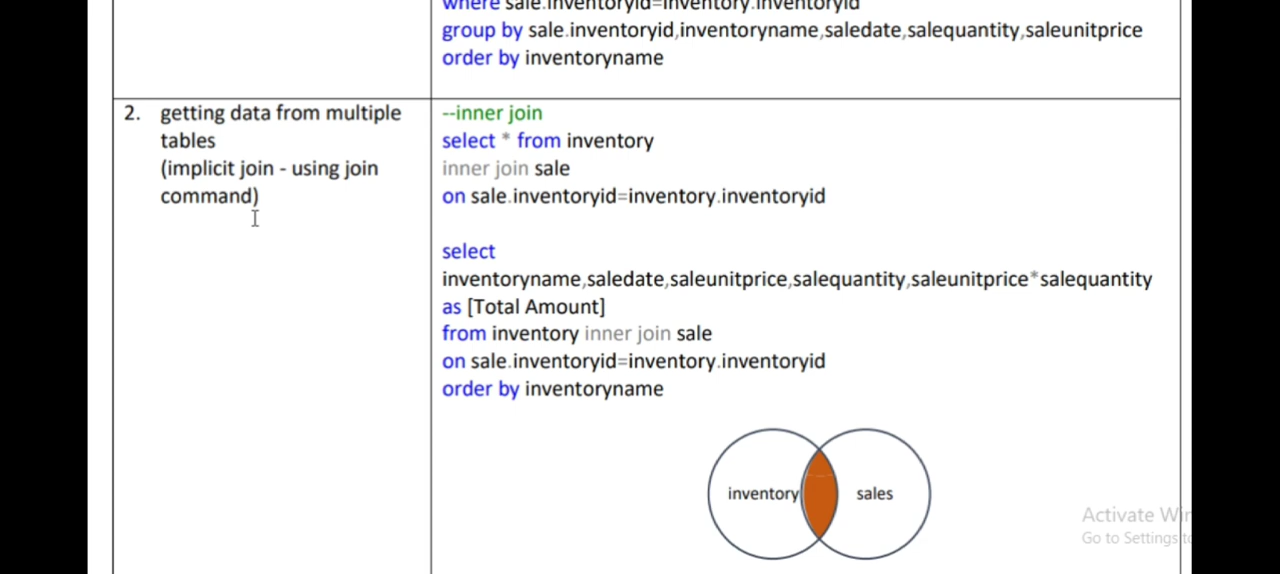 where sale.inventoryid=inventory.inventoryid
group by sale.inventoryid,inventoryname,saledate,salequantity,saleunitprice
order by inventoryname
2. getting data from multiple
tables
(implicit join - using join
command)
--inner join
select * from inventory
inner join sale
on sale.inventoryid=inventory.inventoryid
select
inventoryname,saledate,saleunitprice,salequantity,saleunitprice*salequantity
as [Total Amount]
from inventory inner join sale
on sale.inventoryid=inventory.inventoryid
order by inventoryname
inventory
sales
Activate
Go to Settings